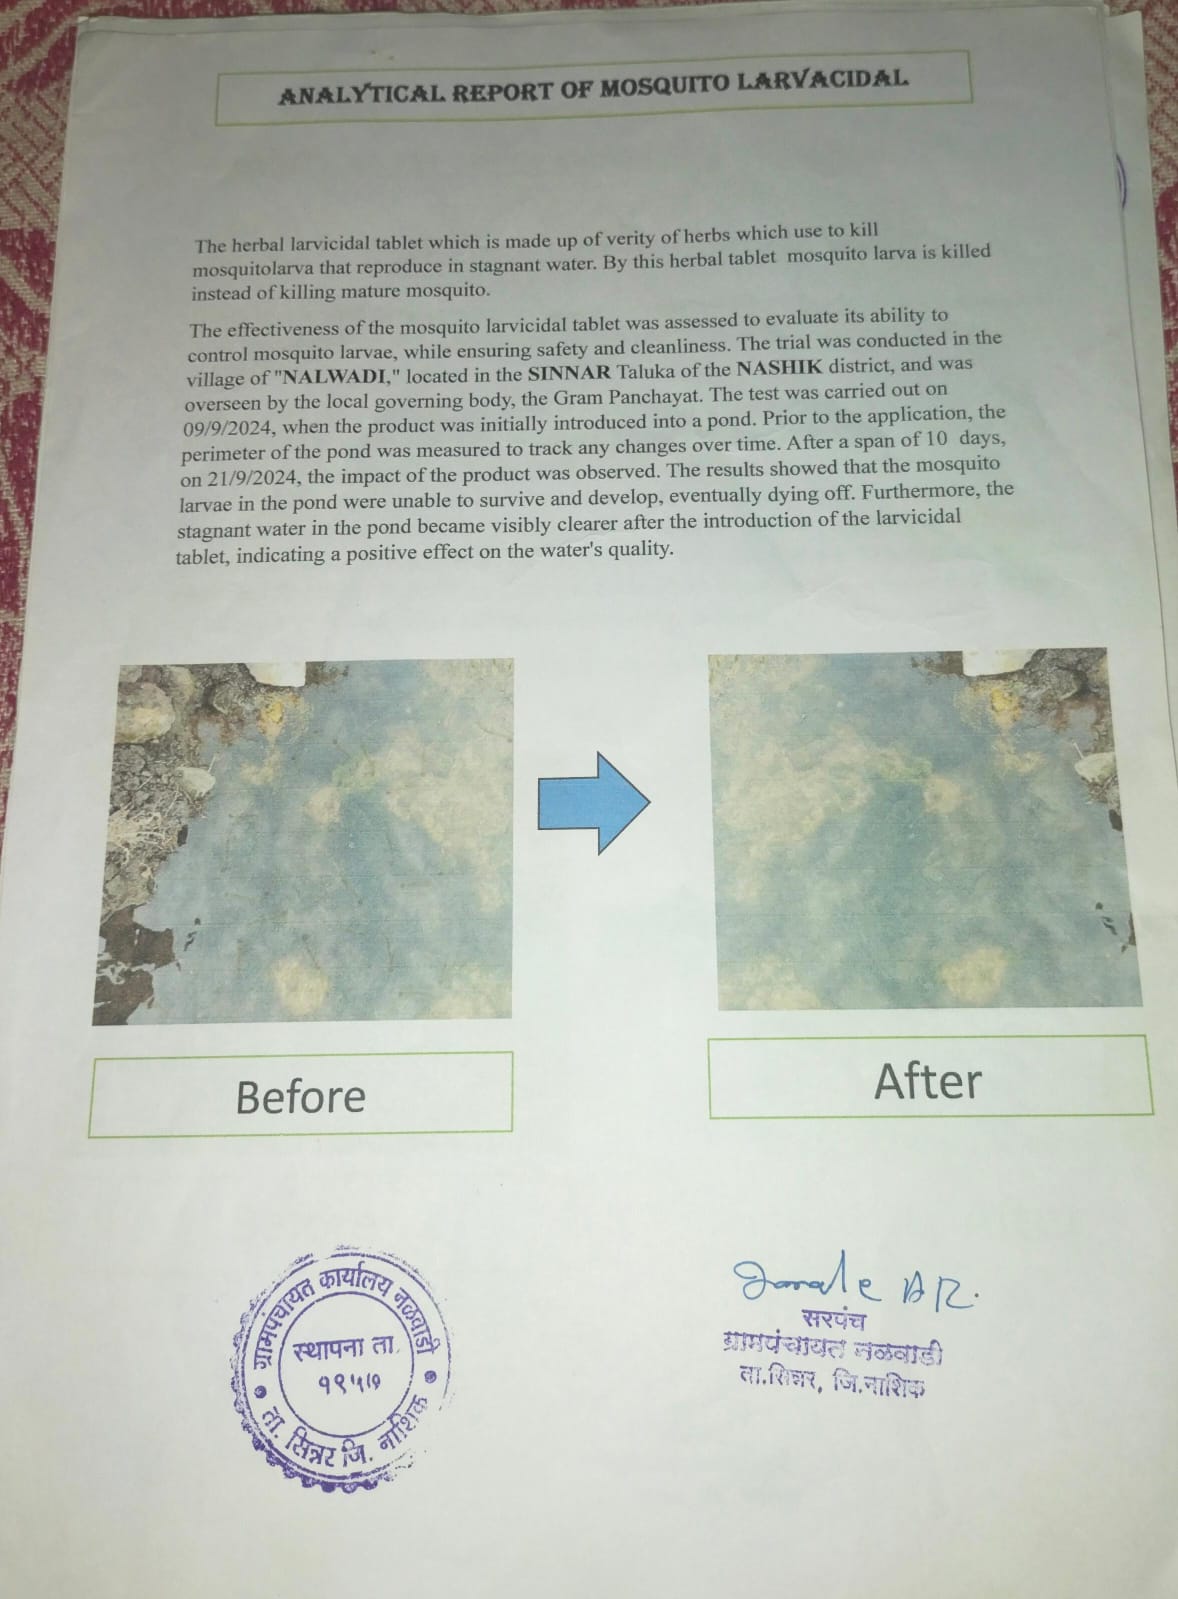 ANALYTICAL REPORT OF MOSQUITO LARVACIDAL
The herbal larvicidal tablet which is made up of verity of herbs which use to kill
mosquitolarva that reproduce in stagnant water. By this herbal tablet mosquito larva is killed
instead of killing mature mosquito.
The effectiveness of the mosquito larvicidal tablet was assessed to evaluate its ability to
control mosquito larvae, while ensuring safety and cleanliness. The trial was conducted in the
village of "NALWADI," located in the SINNAR Taluka of the NASHIK district, and was
overseen by the local governing body, the Gram Panchayat. The test was carried out on
09/9/2024, when the product was initially introduced into a pond. Prior to the application, the
perimeter of the pond was measured to track any changes over time. After a span of 10 days,
on 21/9/2024, the impact of the product was observed. The results showed that the mosquito
larvae in the pond were unable to survive and develop, eventually dying off. Furthermore, the
stagnant water in the pond became visibly clearer after the introduction of the larvicidal
tablet, indicating a positive effect on the water's quality.
Before
After
ग्रामपंचायत कार्यालय नळवाडी
स्थापना ता.
१९५७
ता. सिन्नर जि. नाशिक
A R.
सरपंच
ग्रामपंचायत नळवाडी
ता.सिन्नर, जि.नाशिक